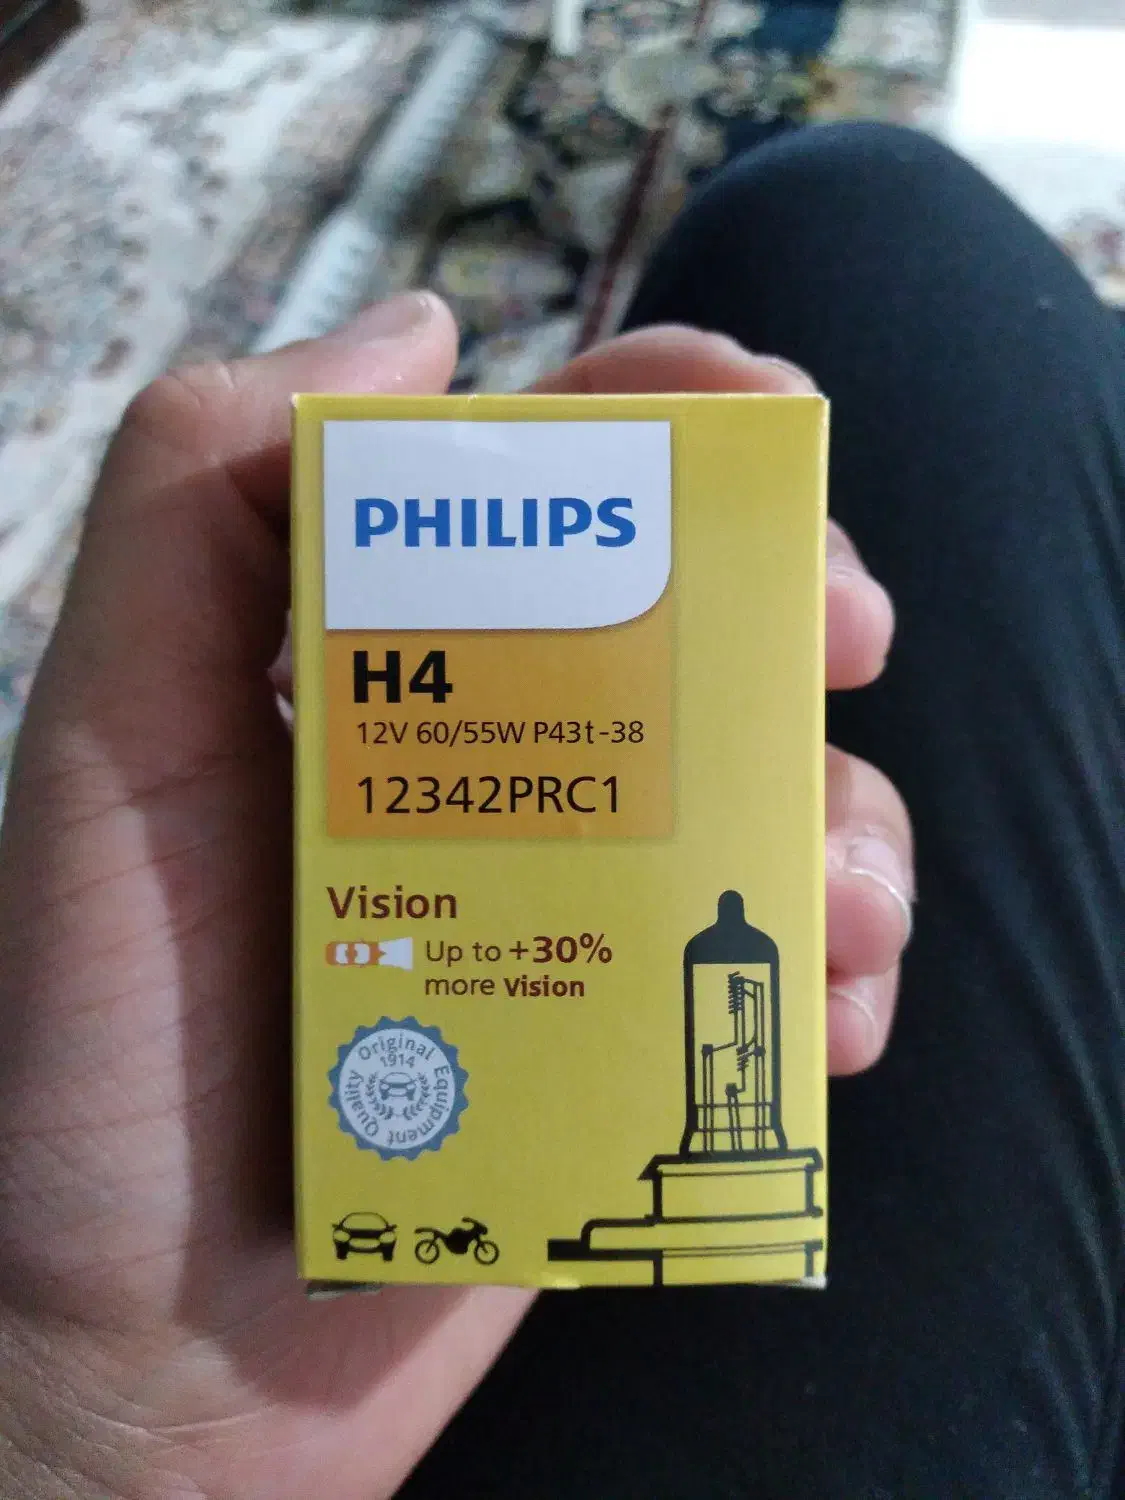 PHILIPS
H4
12V 60/55W P43t-38
12342PRC1
Vision
Up to +30%
more Vision
Original
1914
Equipment Quality